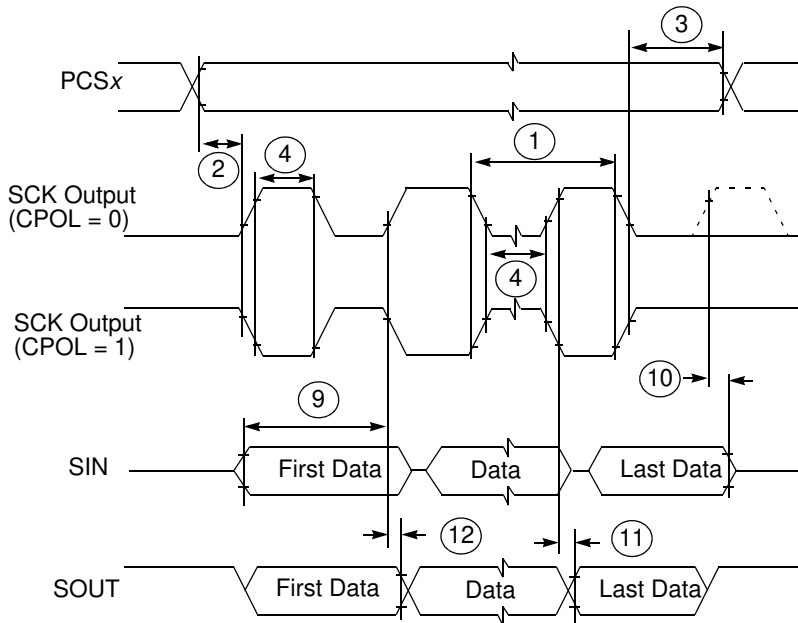 3
PCSx
2
4
1
SCK Output
(CPOL = 0)
4
SCK Output
(CPOL = 1)
10
9
SIN
First Data
Data
Last Data
12
11
SOUT
First Data
Data
Last Data